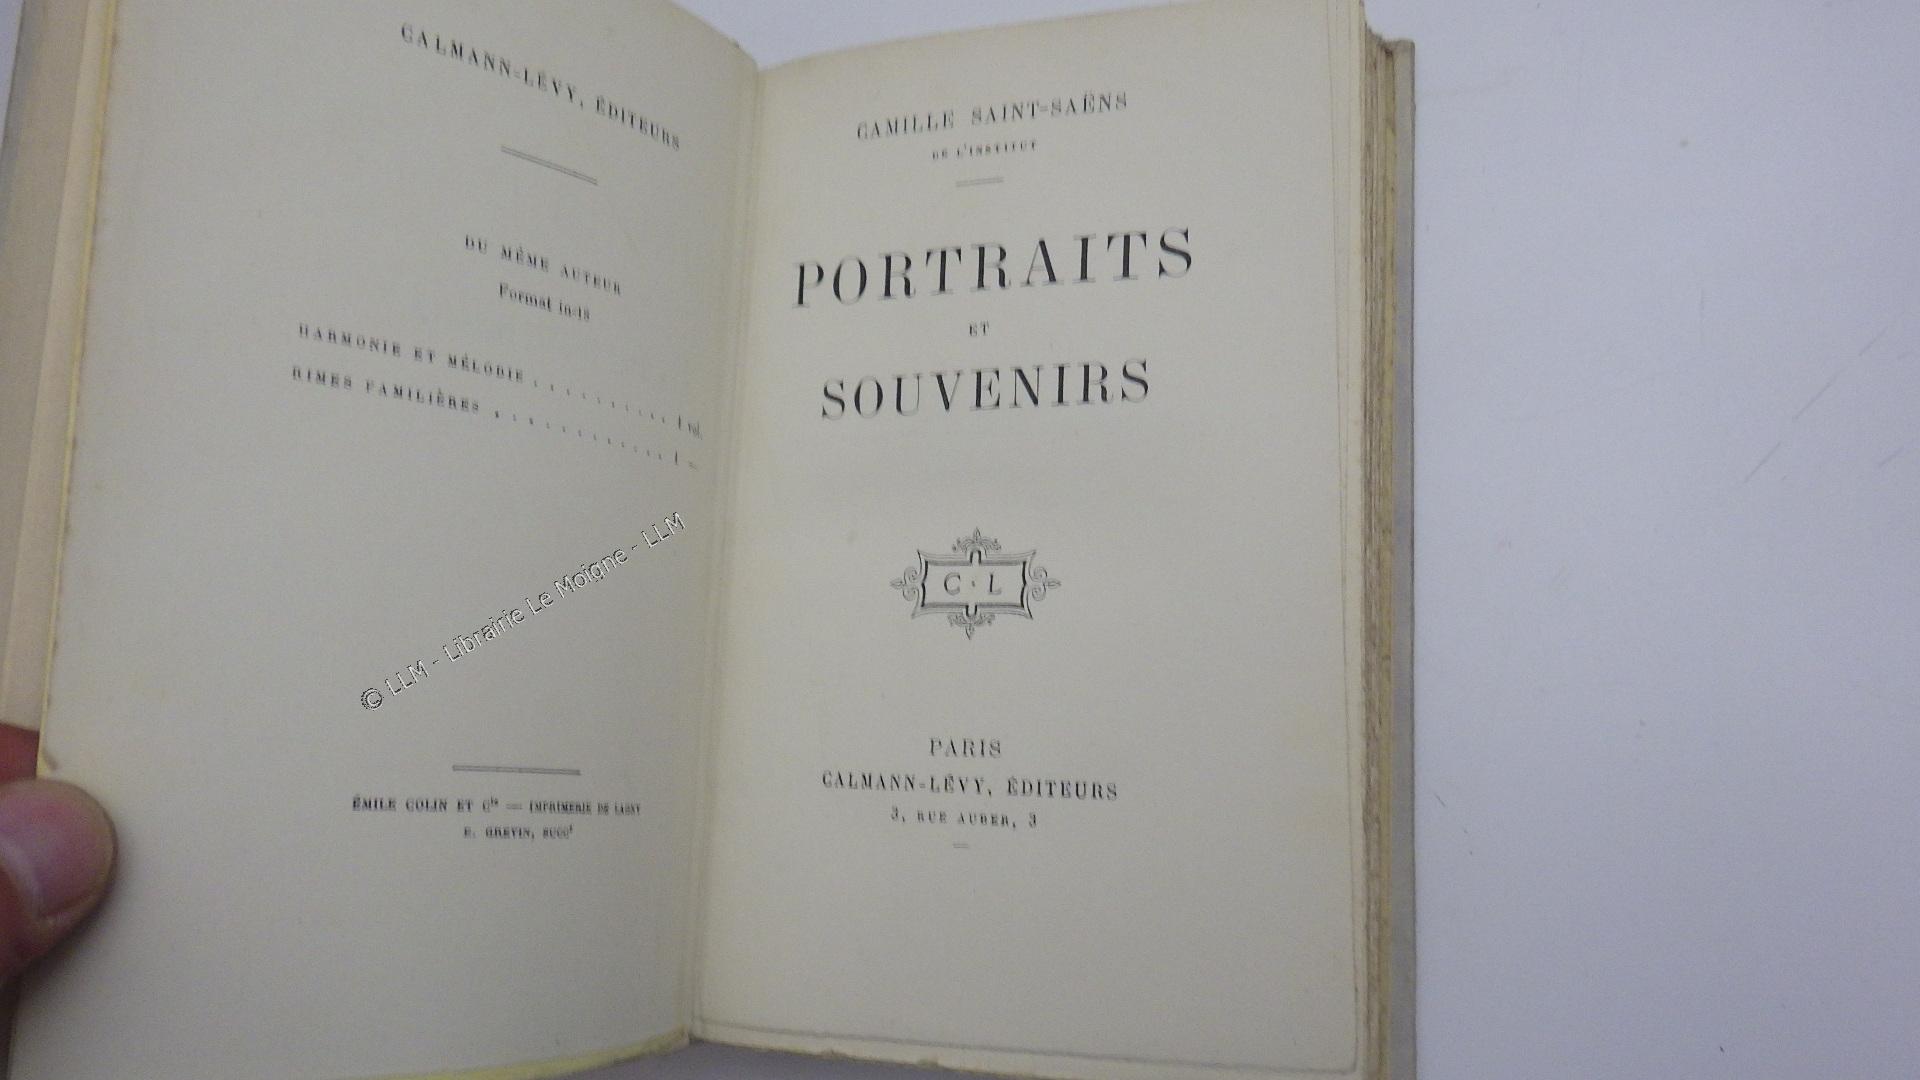 CALMANN-LÉVY, ÉDITEURS
DU MÊME AUTEUR
Format in-18
HARMONIE ET MÉLODIE . . . . . . . . . . 1 vol.
RIMES FAMILIÈRES . . . . . . . . . . . . 1 —
ÉMILE COLIN ET Cie — IMPRIMERIE DE LAGNY
E. GREVIN, SUCCr
© LLM - Librairie Le Moigne - LLM
CAMILLE SAINT-SAËNS
DE L'INSTITUT
PORTRAITS
ET
SOUVENIRS
C · L
PARIS
CALMANN-LÉVY, ÉDITEURS
3, RUE AUBER, 3